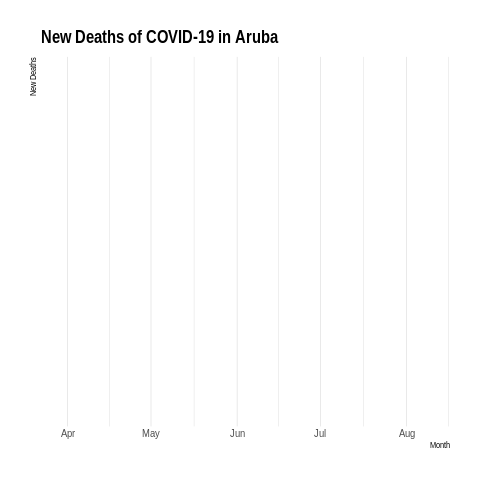 New Deaths of COVID-19 in Aruba
New Deaths
Apr May Jun Jul Aug
Month